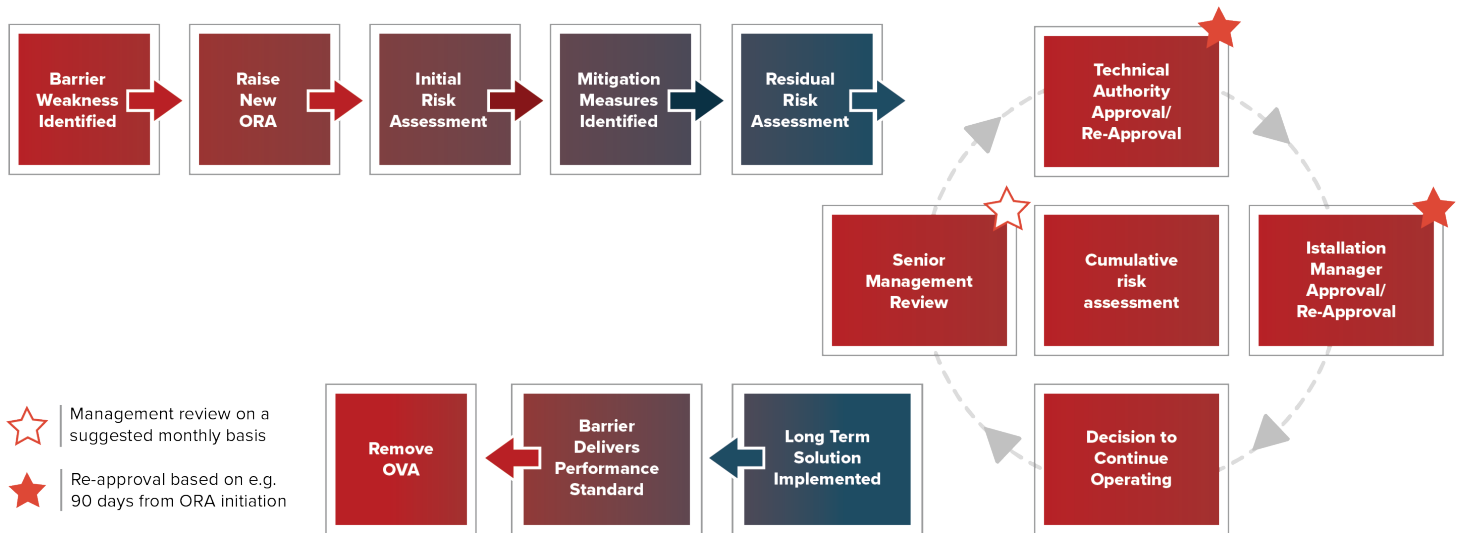 Barrier
Weakness
Identified
Raise
New
ORA
Initial
Risk
Assessment
Mitigation
Measures
Identified
Residual
Risk
Assessment
Technical
Authority
Approval/
Re-Approval
Senior
Management
Review
Cumulative
risk
assessment
Istallation
Manager
Approval/
Re-Approval
Decision to
Continue
Operating
Long Term
Solution
Implemented
Barrier
Delivers
Performance
Standard
Remove
OVA
Management review on a
suggested monthly basis
Re-approval based on e.g.
90 days from ORA initiation